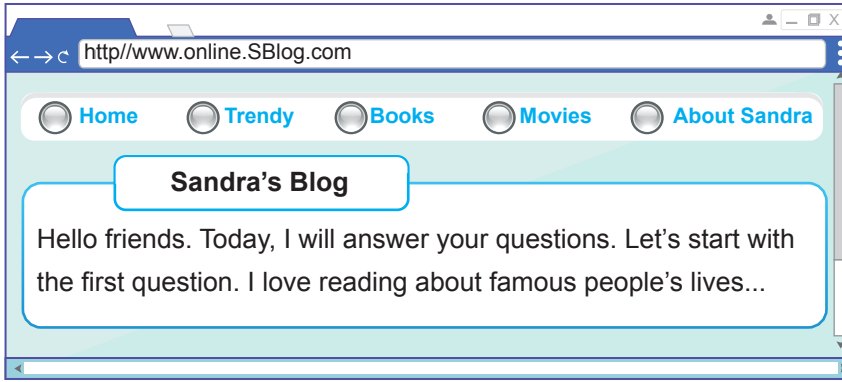 http//www.online.SBlog.com
Home Trendy Books Movies About Sandra
Sandra's Blog
Hello friends. Today, I will answer your questions. Let's start with
the first question. I love reading about famous people's lives...